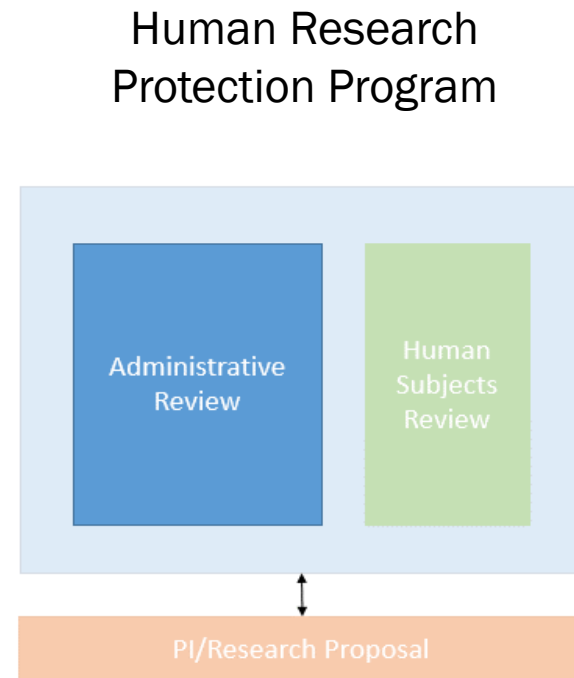 Human Research
Protection Program
Administrative
Review
Human
Subjects
Review
PI/Research Proposal